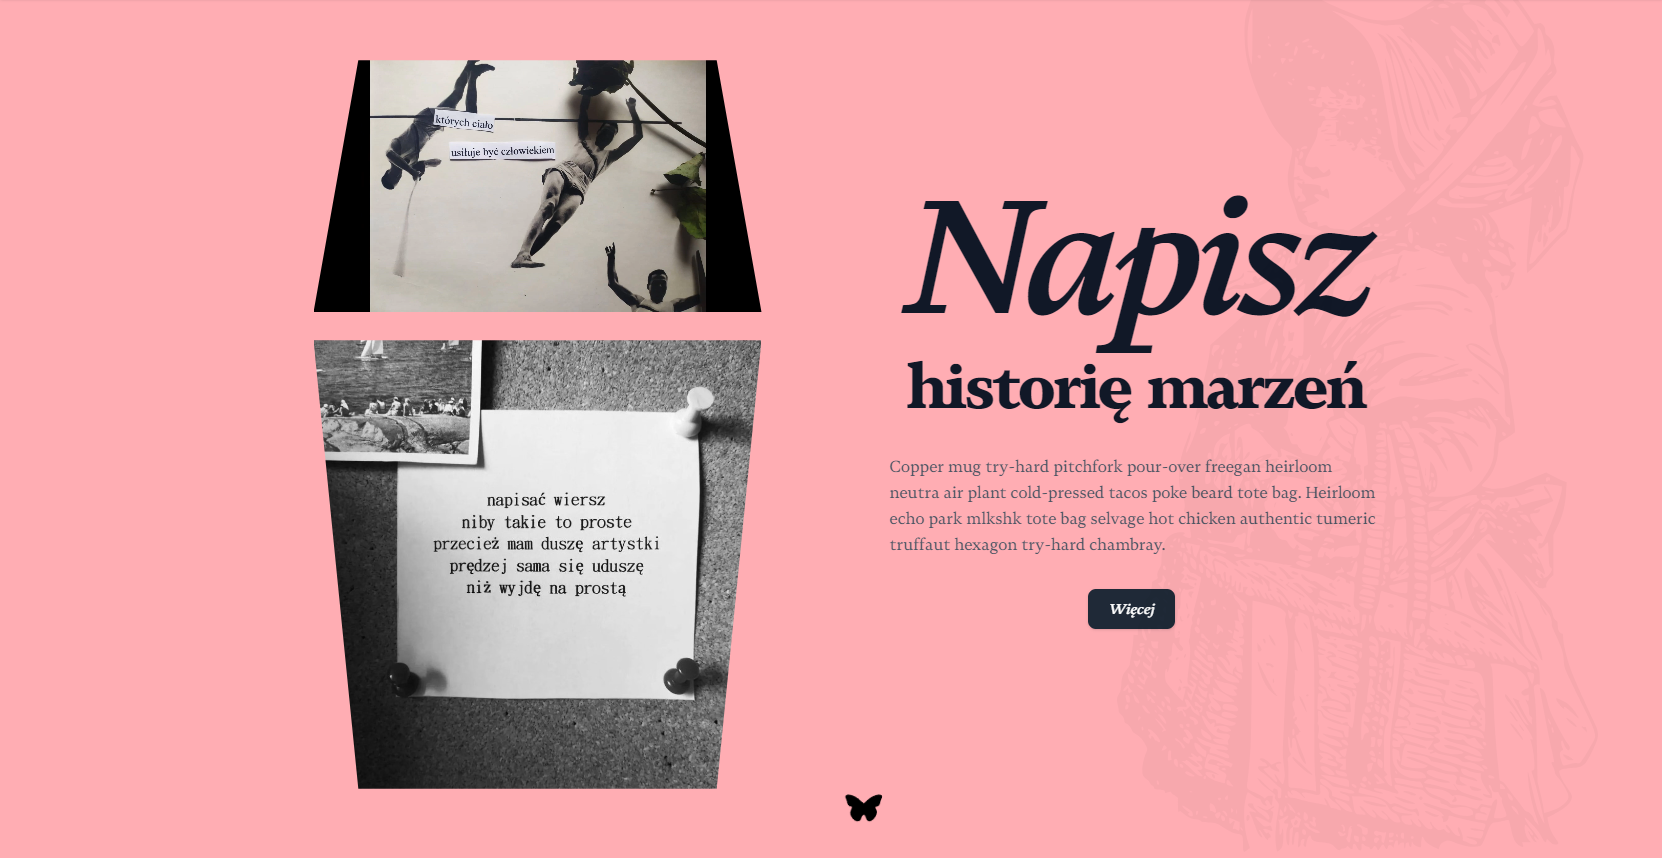 których ciało
usiłuje być człowiekiem
napisać wiersz
niby takie to proste
przecież mam duszę artystki
prędzej sama się uduszę
niż wyjdę na prostą
Napisz
historię marzeń
Copper mug try-hard pitchfork pour-over freegan heirloom
neutra air plant cold-pressed tacos poke beard tote bag. Heirloom
echo park mlkshk tote bag selvage hot chicken authentic tumeric
truffaut hexagon try-hard chambray.
Więcej